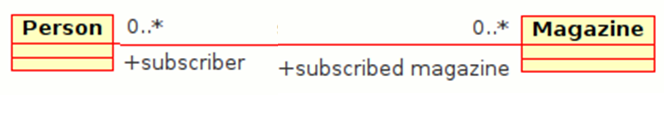 Person 0..* 0..* Magazine
+subscriber +subscribed magazine